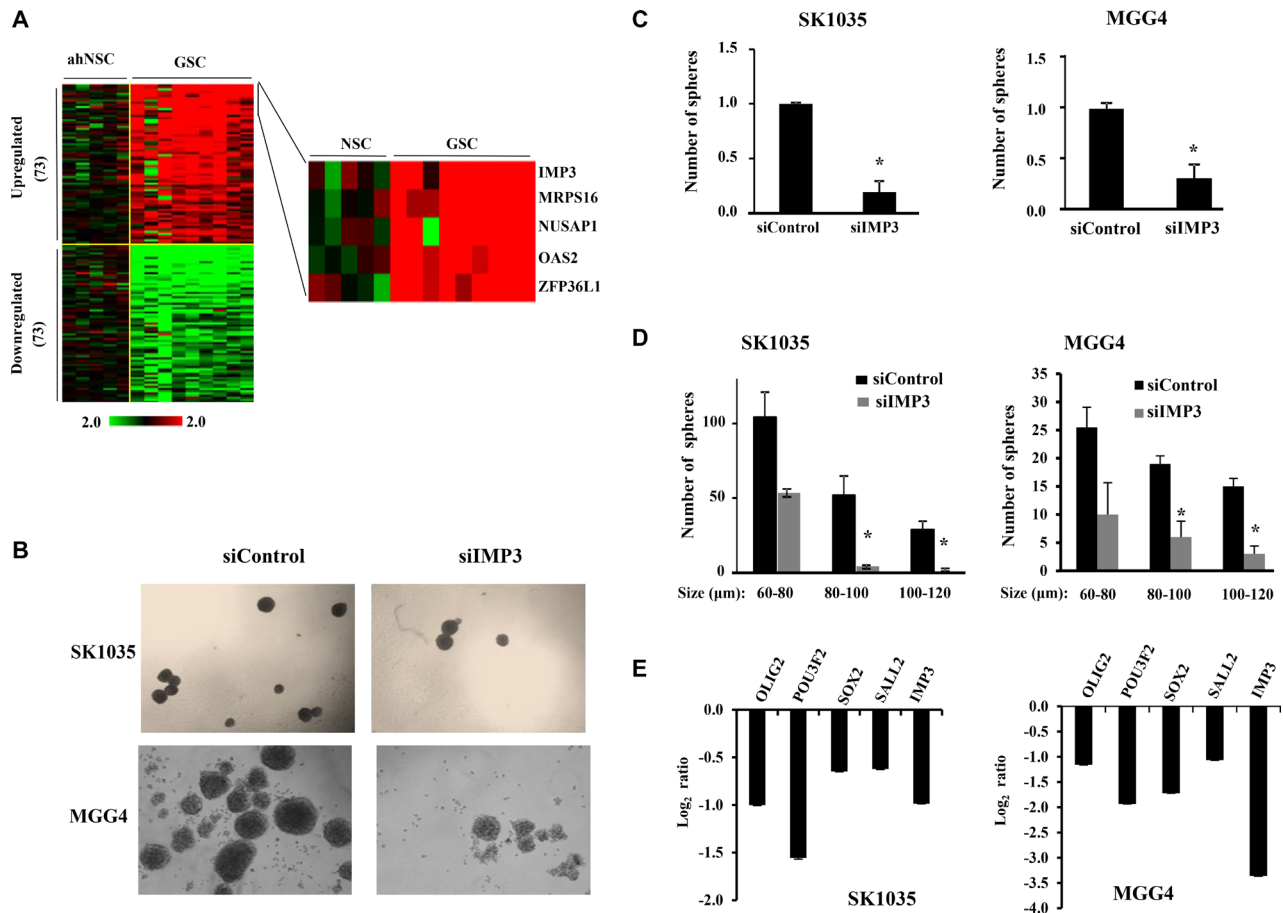 A
ahNSC
GSC
Upregulated
(73)
Downregulated
(73)
2.0
2.0
NSC
GSC
IMP3
MRPS16
NUSAP1
OAS2
ZFP36L1
B
siControl
siIMP3
SK1035
MGG4
C
SK1035
Number of spheres
1.5
1.0
0.5
0.0
*
siControl
siIMP3
MGG4
Number of spheres
1.5
1.0
0.5
0.0
*
siControl
siIMP3
D
SK1035
Number of spheres
100
50
0
siControl
siIMP3
*
*
Size (μm): 60-80 80-100 100-120
MGG4
Number of spheres
35
30
25
20
15
10
5
0
siControl
siIMP3
*
*
Size (μm): 60-80 80-100 100-120
E
OLIG2
POU3F2
SOX2
SALL2
IMP3
Log2 ratio
0.0
-0.5
-1.0
-1.5
-2.0
SK1035
OLIG2
POU3F2
SOX2
SALL2
IMP3
Log2 ratio
0.0
-0.5
-1.0
-1.5
-2.0
-2.5
-3.0
-3.5
-4.0
MGG4